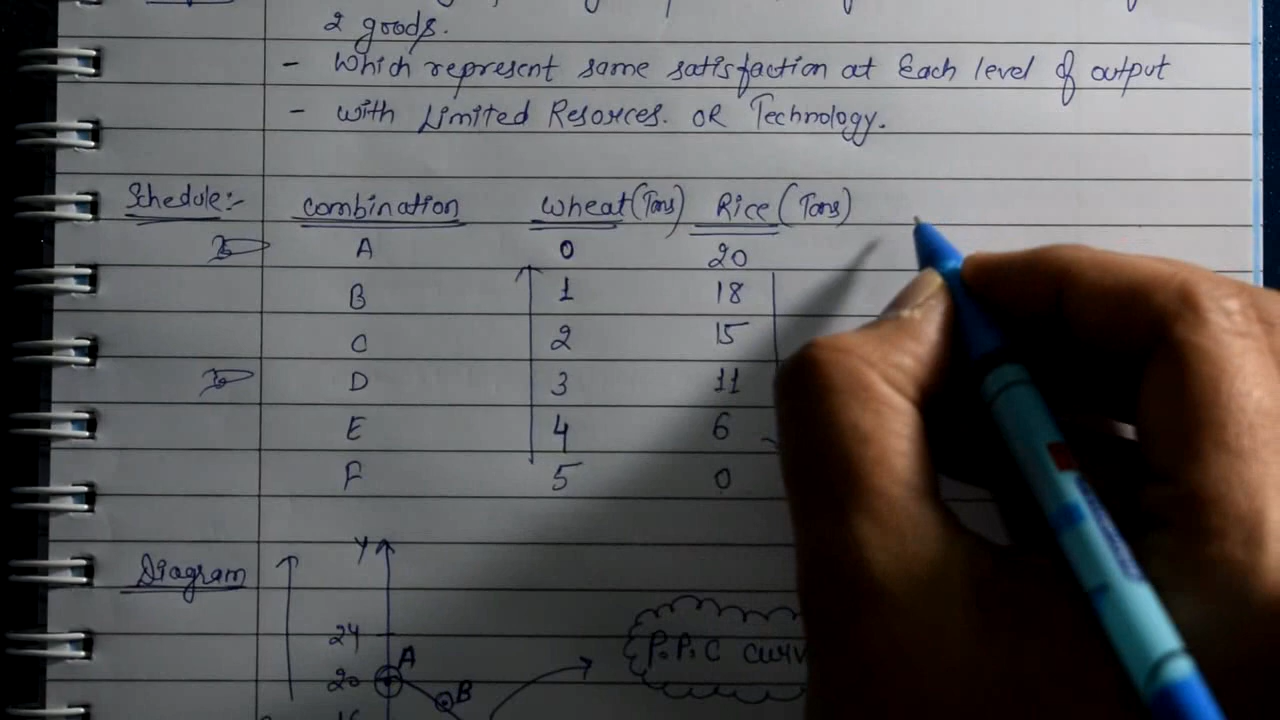 2 goods.
- Which represent same satisfaction at Each level of output
- with Limited Resorces. OR Technology.
Schedule:- Combination Wheat (Tons) Rice (Tons)
A 0 20
B 1 18
C 2 15
D 3 11
E 4 6
F 5 0
Diagram
Y
24
P.P.C curv
A
20
B